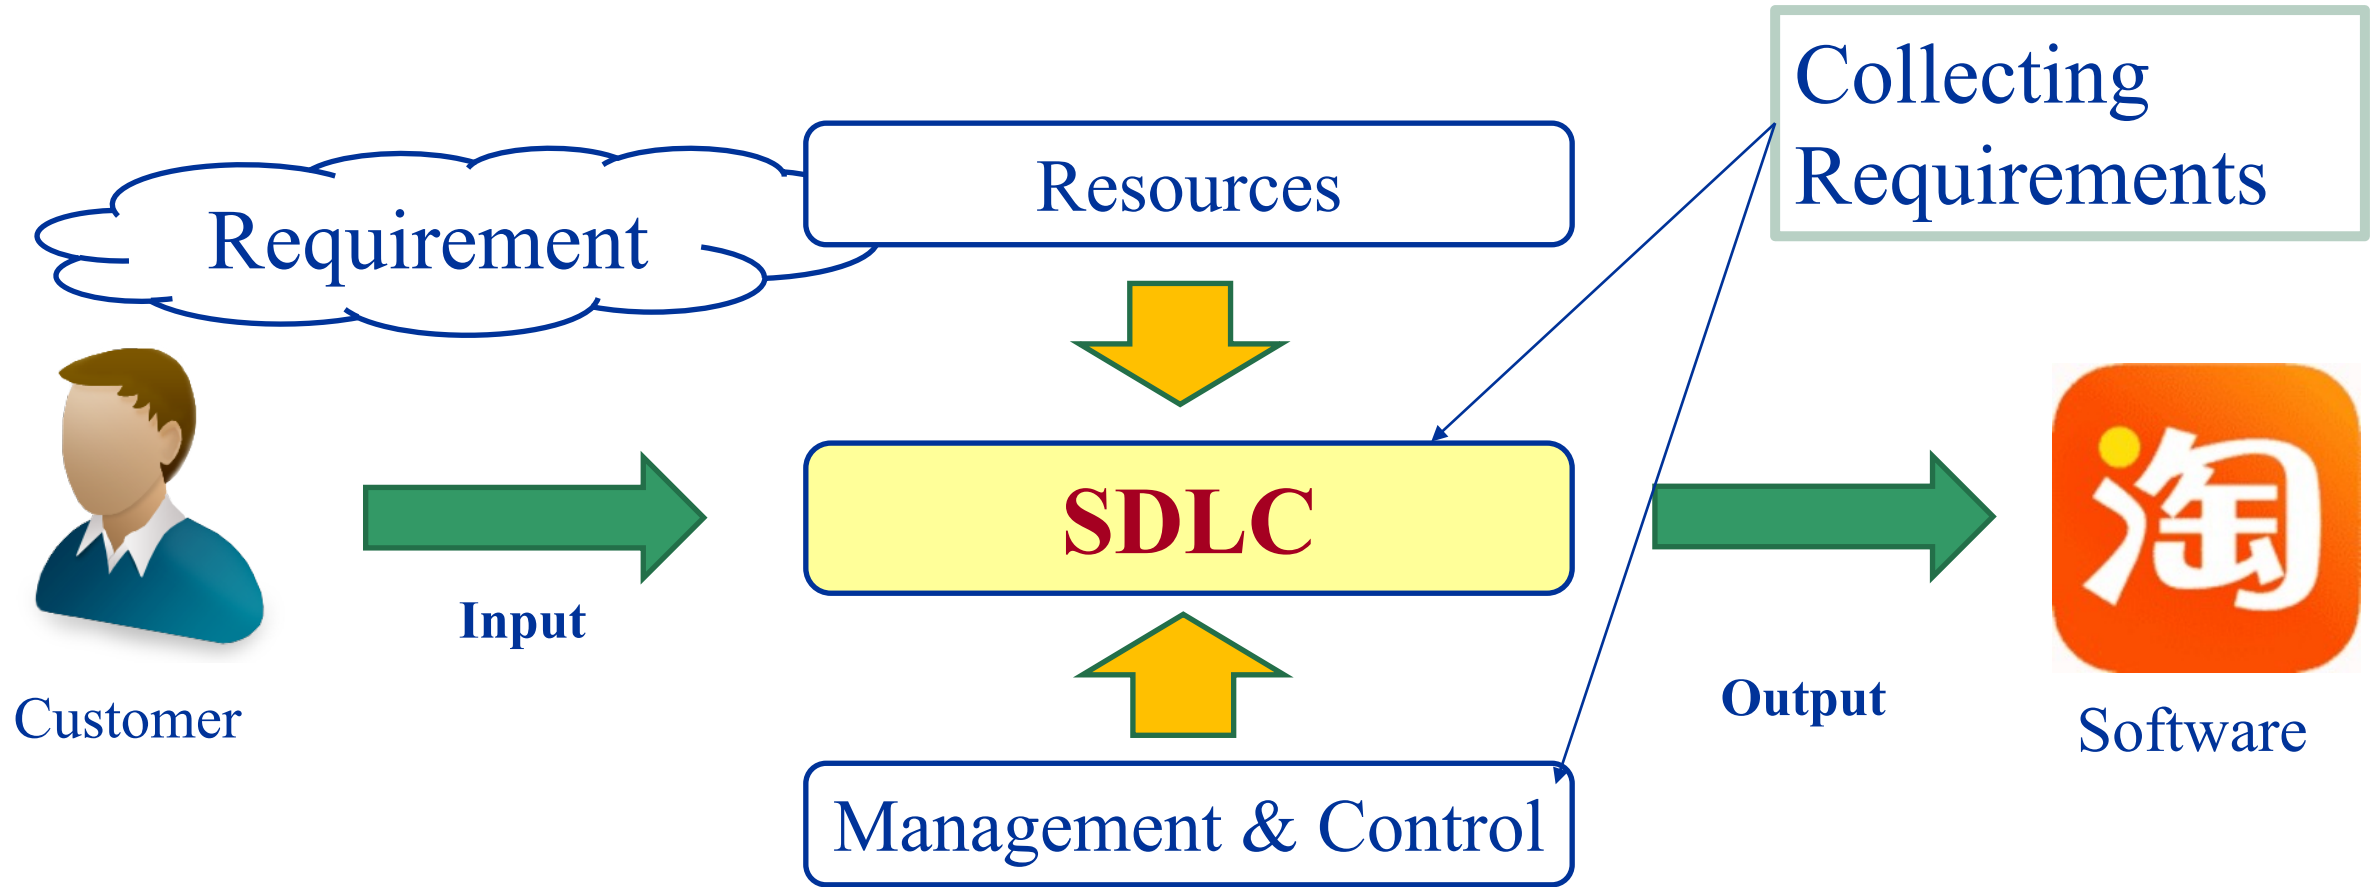 Collecting
Requirements
Resources
Requirement
SDLC
淘
Input
Output
Customer
Software
Management & Control